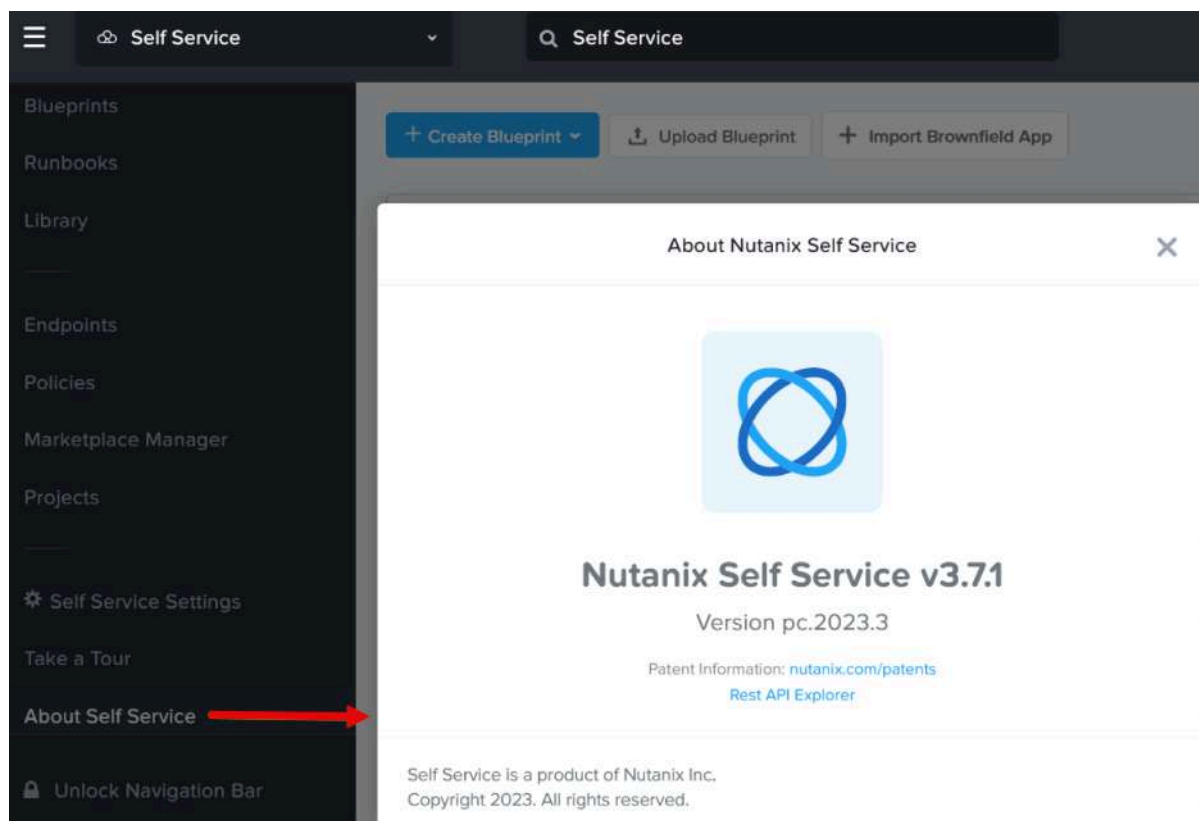 Self Service
Self Service
Blueprints
Runbooks
Library
Endpoints
Policies
Marketplace Manager
Projects
Self Service Settings
Take a Tour
About Self Service
Unlock Navigation Bar
+ Create Blueprint
Upload Blueprint
+ Import Brownfield App
About Nutanix Self Service
Nutanix Self Service v3.7.1
Version pc.2023.3
Patent Information: nutanix.com/patents
Rest API Explorer
Self Service is a product of Nutanix Inc.
Copyright 2023. All rights reserved.